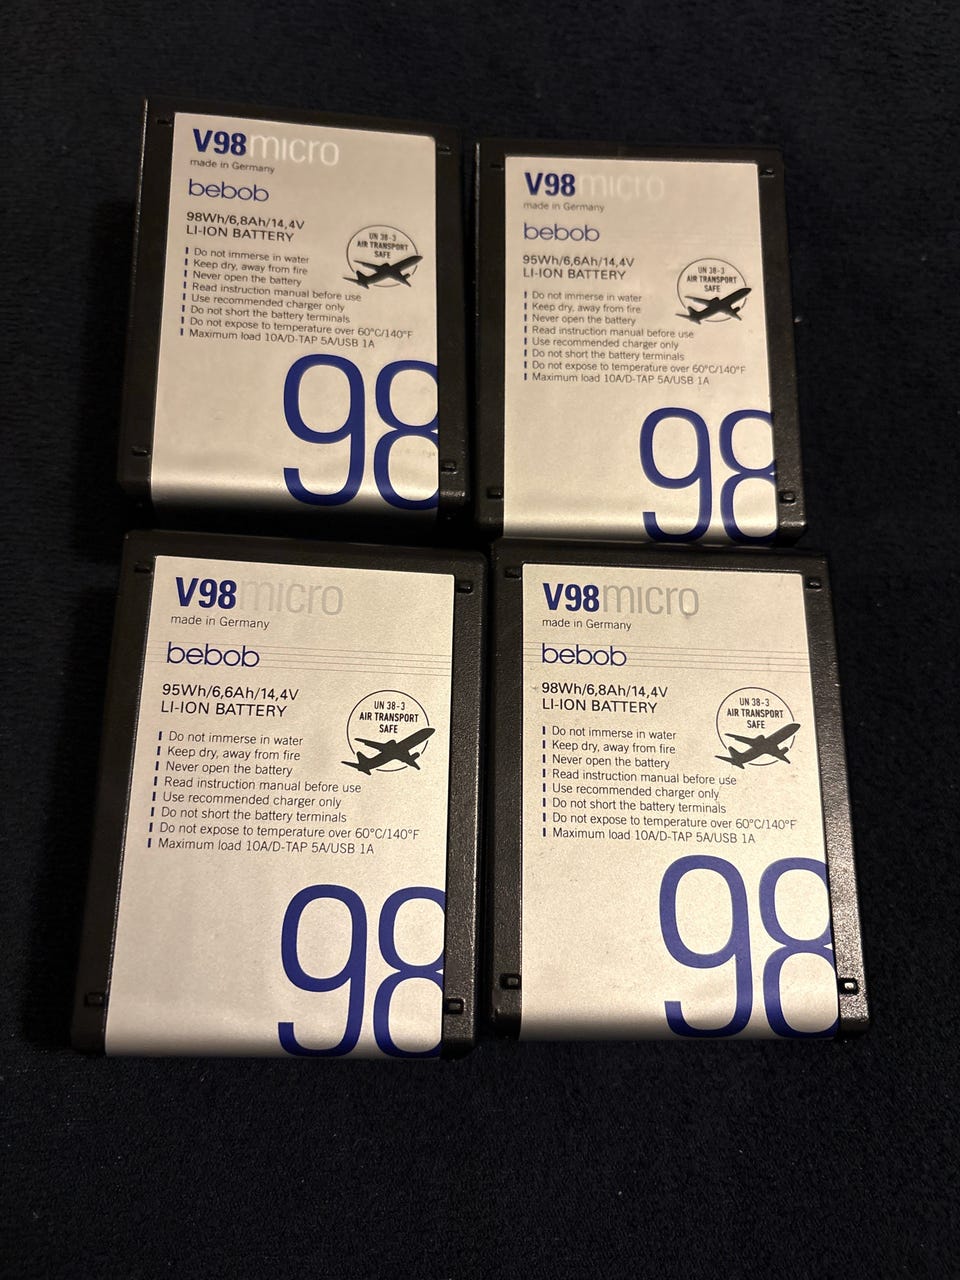 V98micro
made in Germany
bebob
98Wh/6,8Ah/14,4V
LI-ION BATTERY
UN 38-3
AIR TRANSPORT
SAFE
Do not immerse in water
Keep dry, away from fire
Never open the battery
Read instruction manual before use
Use recommended charger only
Do not short the battery terminals
Do not expose to temperature over 60°C/140°F
Maximum load 10A/D-TAP 5A/USB 1A
98
V98micro
made in Germany
bebob
95Wh/6,6Ah/14,4V
LI-ION BATTERY
UN 38-3
AIR TRANSPORT
SAFE
Do not immerse in water
Keep dry, away from fire
Never open the battery
Read instruction manual before use
Use recommended charger only
Do not short the battery terminals
Do not expose to temperature over 60°C/140°F
Maximum load 10A/D-TAP 5A/USB 1A
98
V98micro
made in Germany
bebob
95Wh/6,6Ah/14,4V
LI-ION BATTERY
UN 38-3
AIR TRANSPORT
SAFE
Do not immerse in water
Keep dry, away from fire
Never open the battery
Read instruction manual before use
Use recommended charger only
Do not short the battery terminals
Do not expose to temperature over 60°C/140°F
Maximum load 10A/D-TAP 5A/USB 1A
98
V98micro
made in Germany
bebob
98Wh/6,8Ah/14,4V
LI-ION BATTERY
UN 38-3
AIR TRANSPORT
SAFE
Do not immerse in water
Keep dry, away from fire
Never open the battery
Read instruction manual before use
Use recommended charger only
Do not short the battery terminals
Do not expose to temperature over 60°C/140°F
Maximum load 10A/D-TAP 5A/USB 1A
98